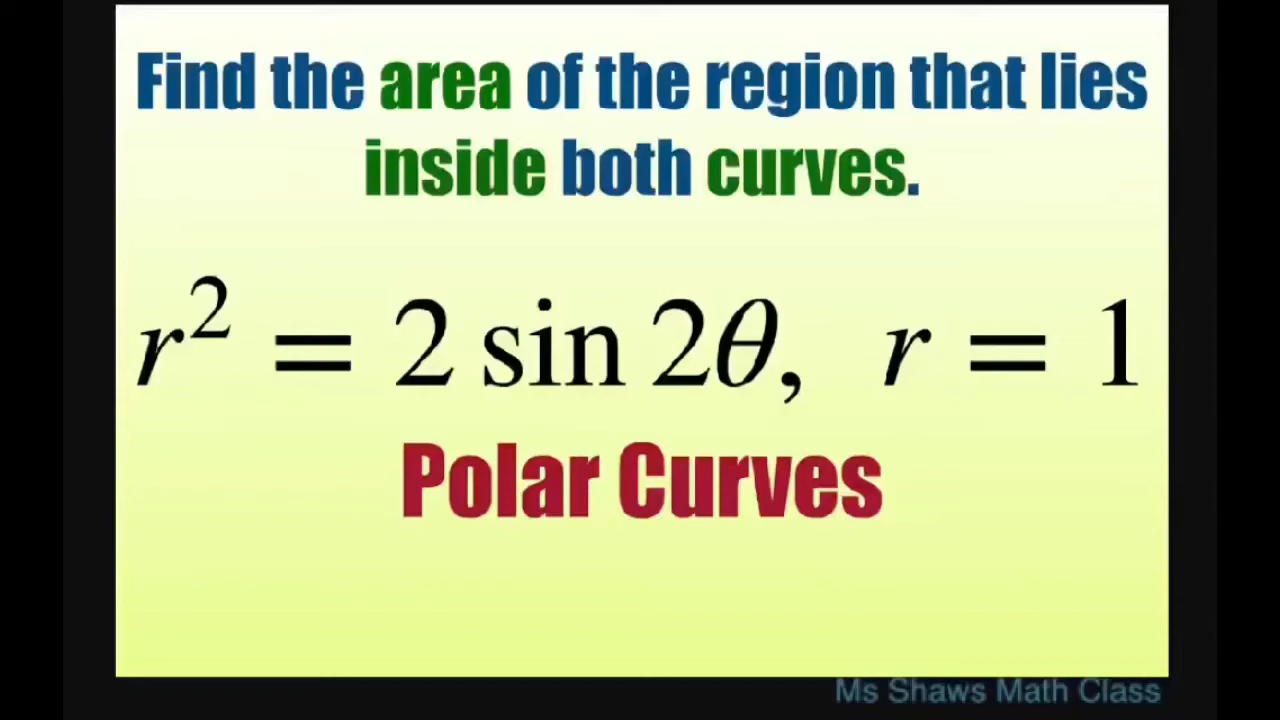 Find the area of the region that lies
inside both curves.
r² = 2 sin 2θ, r = 1
Polar Curves
Ms Shaws Math Class